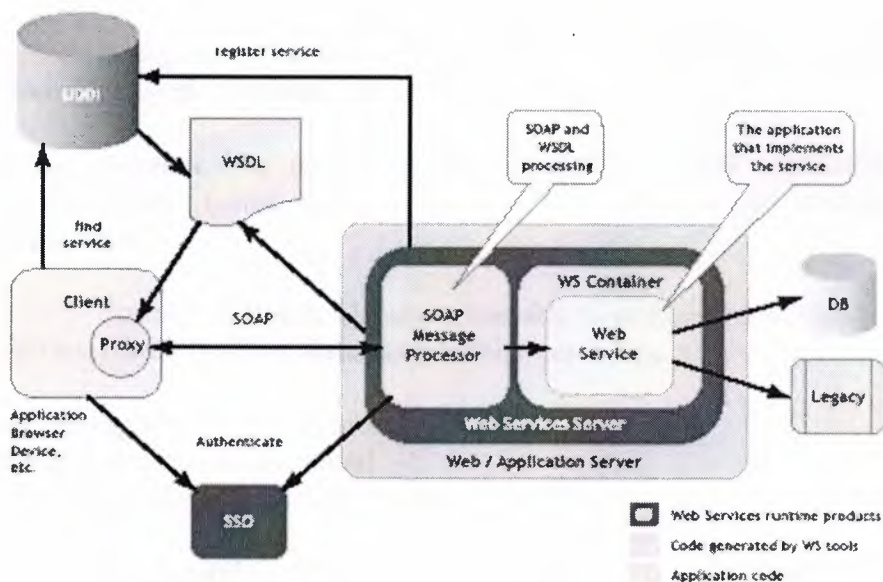 register service
UDDI
WSDL
SOAP and
WSDL
processing
The application
that implements
the service
find
service
Client
Proxy
SOAP
SOAP
Message
Processor
WS Container
Web
Service
DB
Legacy
Web Services Server
Web / Application Server
Application
Browser
Device,
etc.
Authenticate
SSO
Web Services runtime products
Code generated by WS tools
Application code